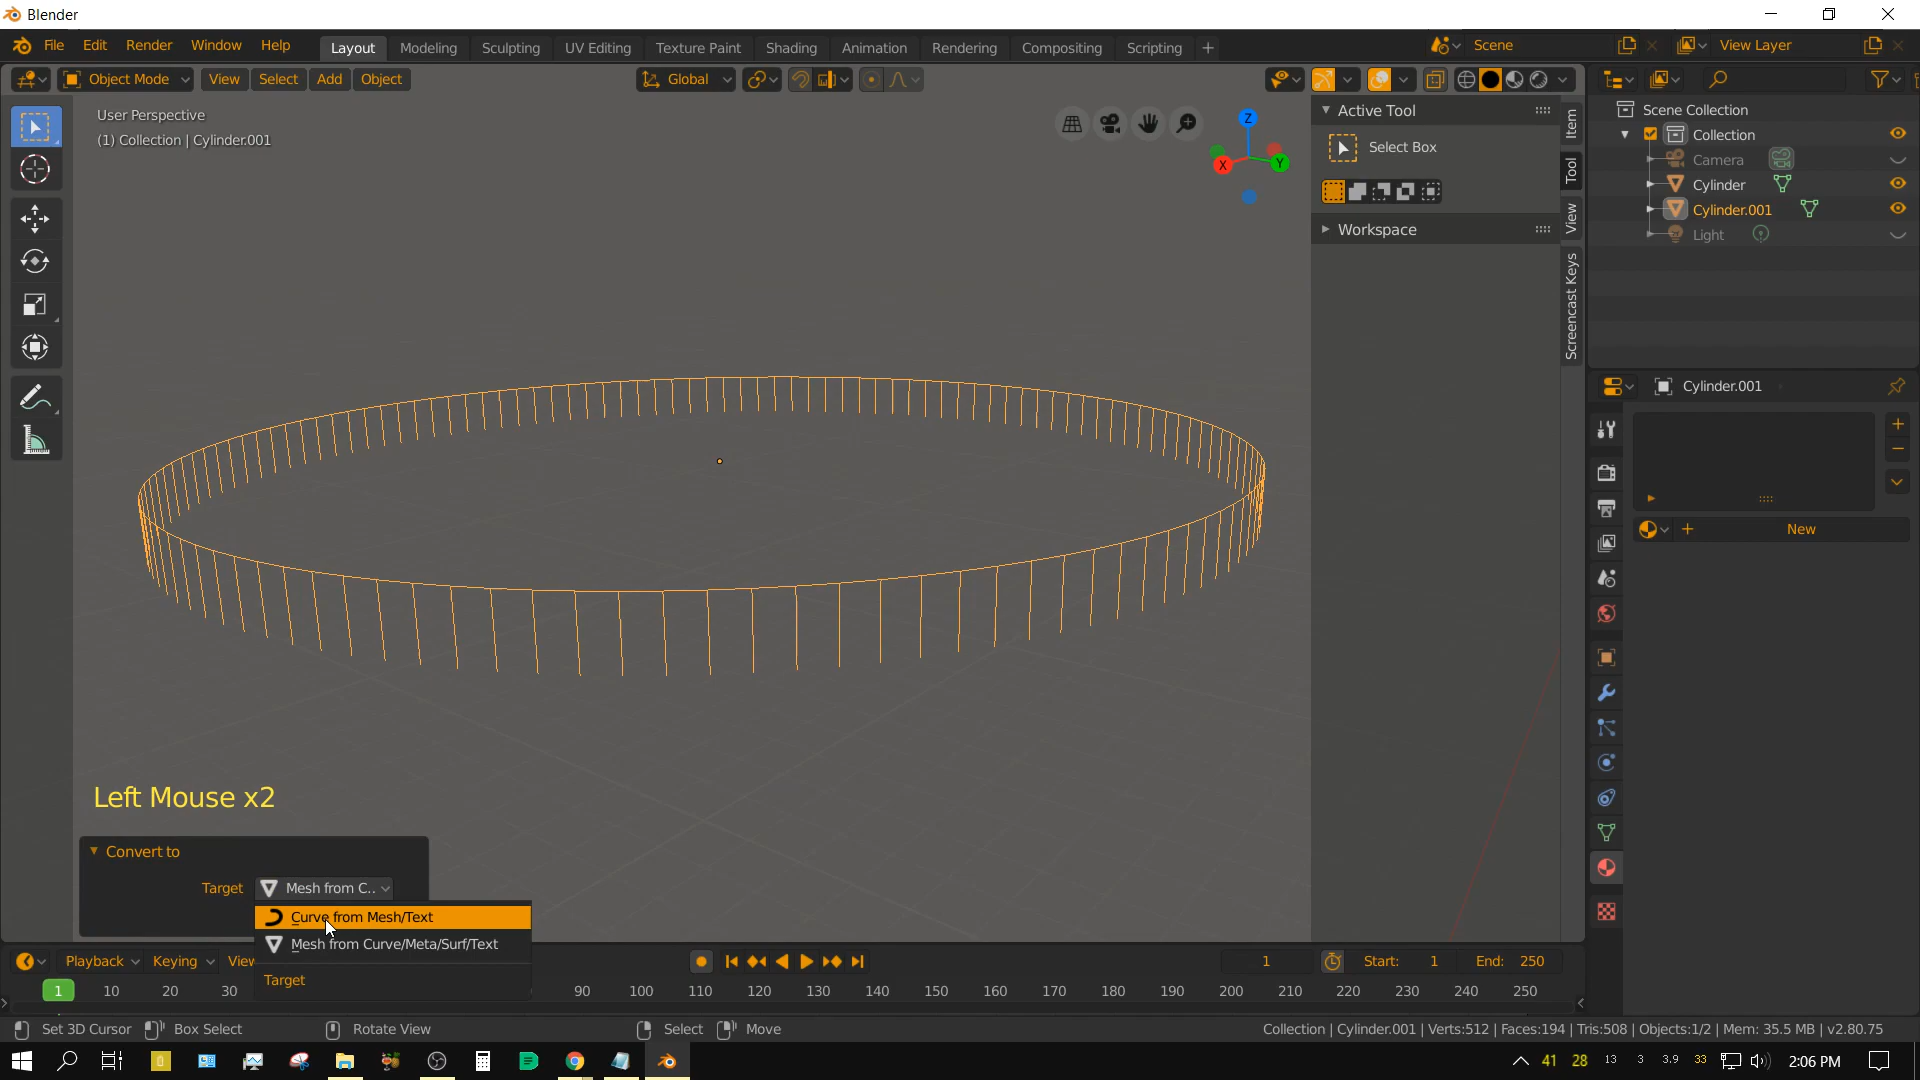 Blender
File Edit Render Window Help
Layout Modeling Sculpting UV Editing Texture Paint Shading Animation Rendering Compositing Scripting +
Scene
View Layer
Object Mode View Select Add Object
Global
User Perspective
(1) Collection | Cylinder.001
Z
X
Y
Active Tool
Select Box
Workspace
Item
Tool
View
Screencast Keys
Scene Collection
Collection
Camera
Cylinder
Cylinder.001
Light
Cylinder.001
New
Left Mouse x2
Convert to
Target Mesh from C..
Curve from Mesh/Text
Mesh from Curve/Meta/Surf/Text
Target
Playback Keying View
1 Start: 1 End: 250
1 10 20 30 90 100 110 120 130 140 150 160 170 180 190 200 210 220 230 240 250
Set 3D Cursor Box Select Rotate View Select Move
Collection | Cylinder.001 | Verts:512 | Faces:194 | Tris:508 | Objects:1/2 | Mem: 35.5 MB | v2.80.75
41 28 13 3 3.9 33 2:06 PM